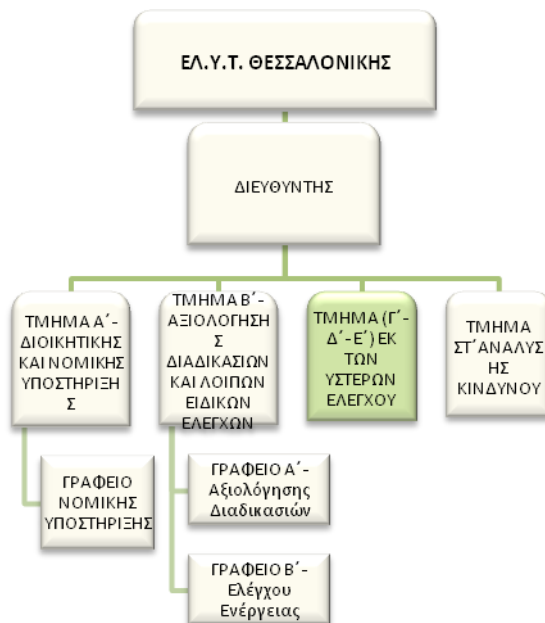 ΕΛ.Υ.Τ. ΘΕΣΣΑΛΟΝΙΚΗΣ
ΔΙΕΥΘΥΝΤΗΣ
ΤΜΗΜΑ Α΄-
ΔΙΟΙΚΗΤΙΚΗΣ
ΚΑΙ ΝΟΜΙΚΗΣ
ΥΠΟΣΤΗΡΙΞΗ
Σ
ΤΜΗΜΑ Β΄-
ΑΞΙΟΛΟΓΗΣΗ
Σ
ΔΙΑΔΙΚΑΣΙΩΝ
ΚΑΙ ΛΟΙΠΩΝ
ΕΙΔΙΚΩΝ
ΕΛΕΓΧΩΝ
ΤΜΗΜΑ (Γ΄-
Δ΄-Ε΄) ΕΚ
ΤΩΝ
ΥΣΤΕΡΩΝ
ΕΛΕΓΧΟΥ
ΤΜΗΜΑ
ΣΤ΄ΑΝΑΛΥΣ
ΗΣ
ΚΙΝΔΥΝΟΥ
ΓΡΑΦΕΙΟ
ΝΟΜΙΚΗΣ
ΥΠΟΣΤΗΡΙΞΗΣ
ΓΡΑΦΕΙΟ Α΄-
Αξιολόγησης
Διαδικασιών
ΓΡΑΦΕΙΟ Β΄-
Ελέγχου
Ενέργειας